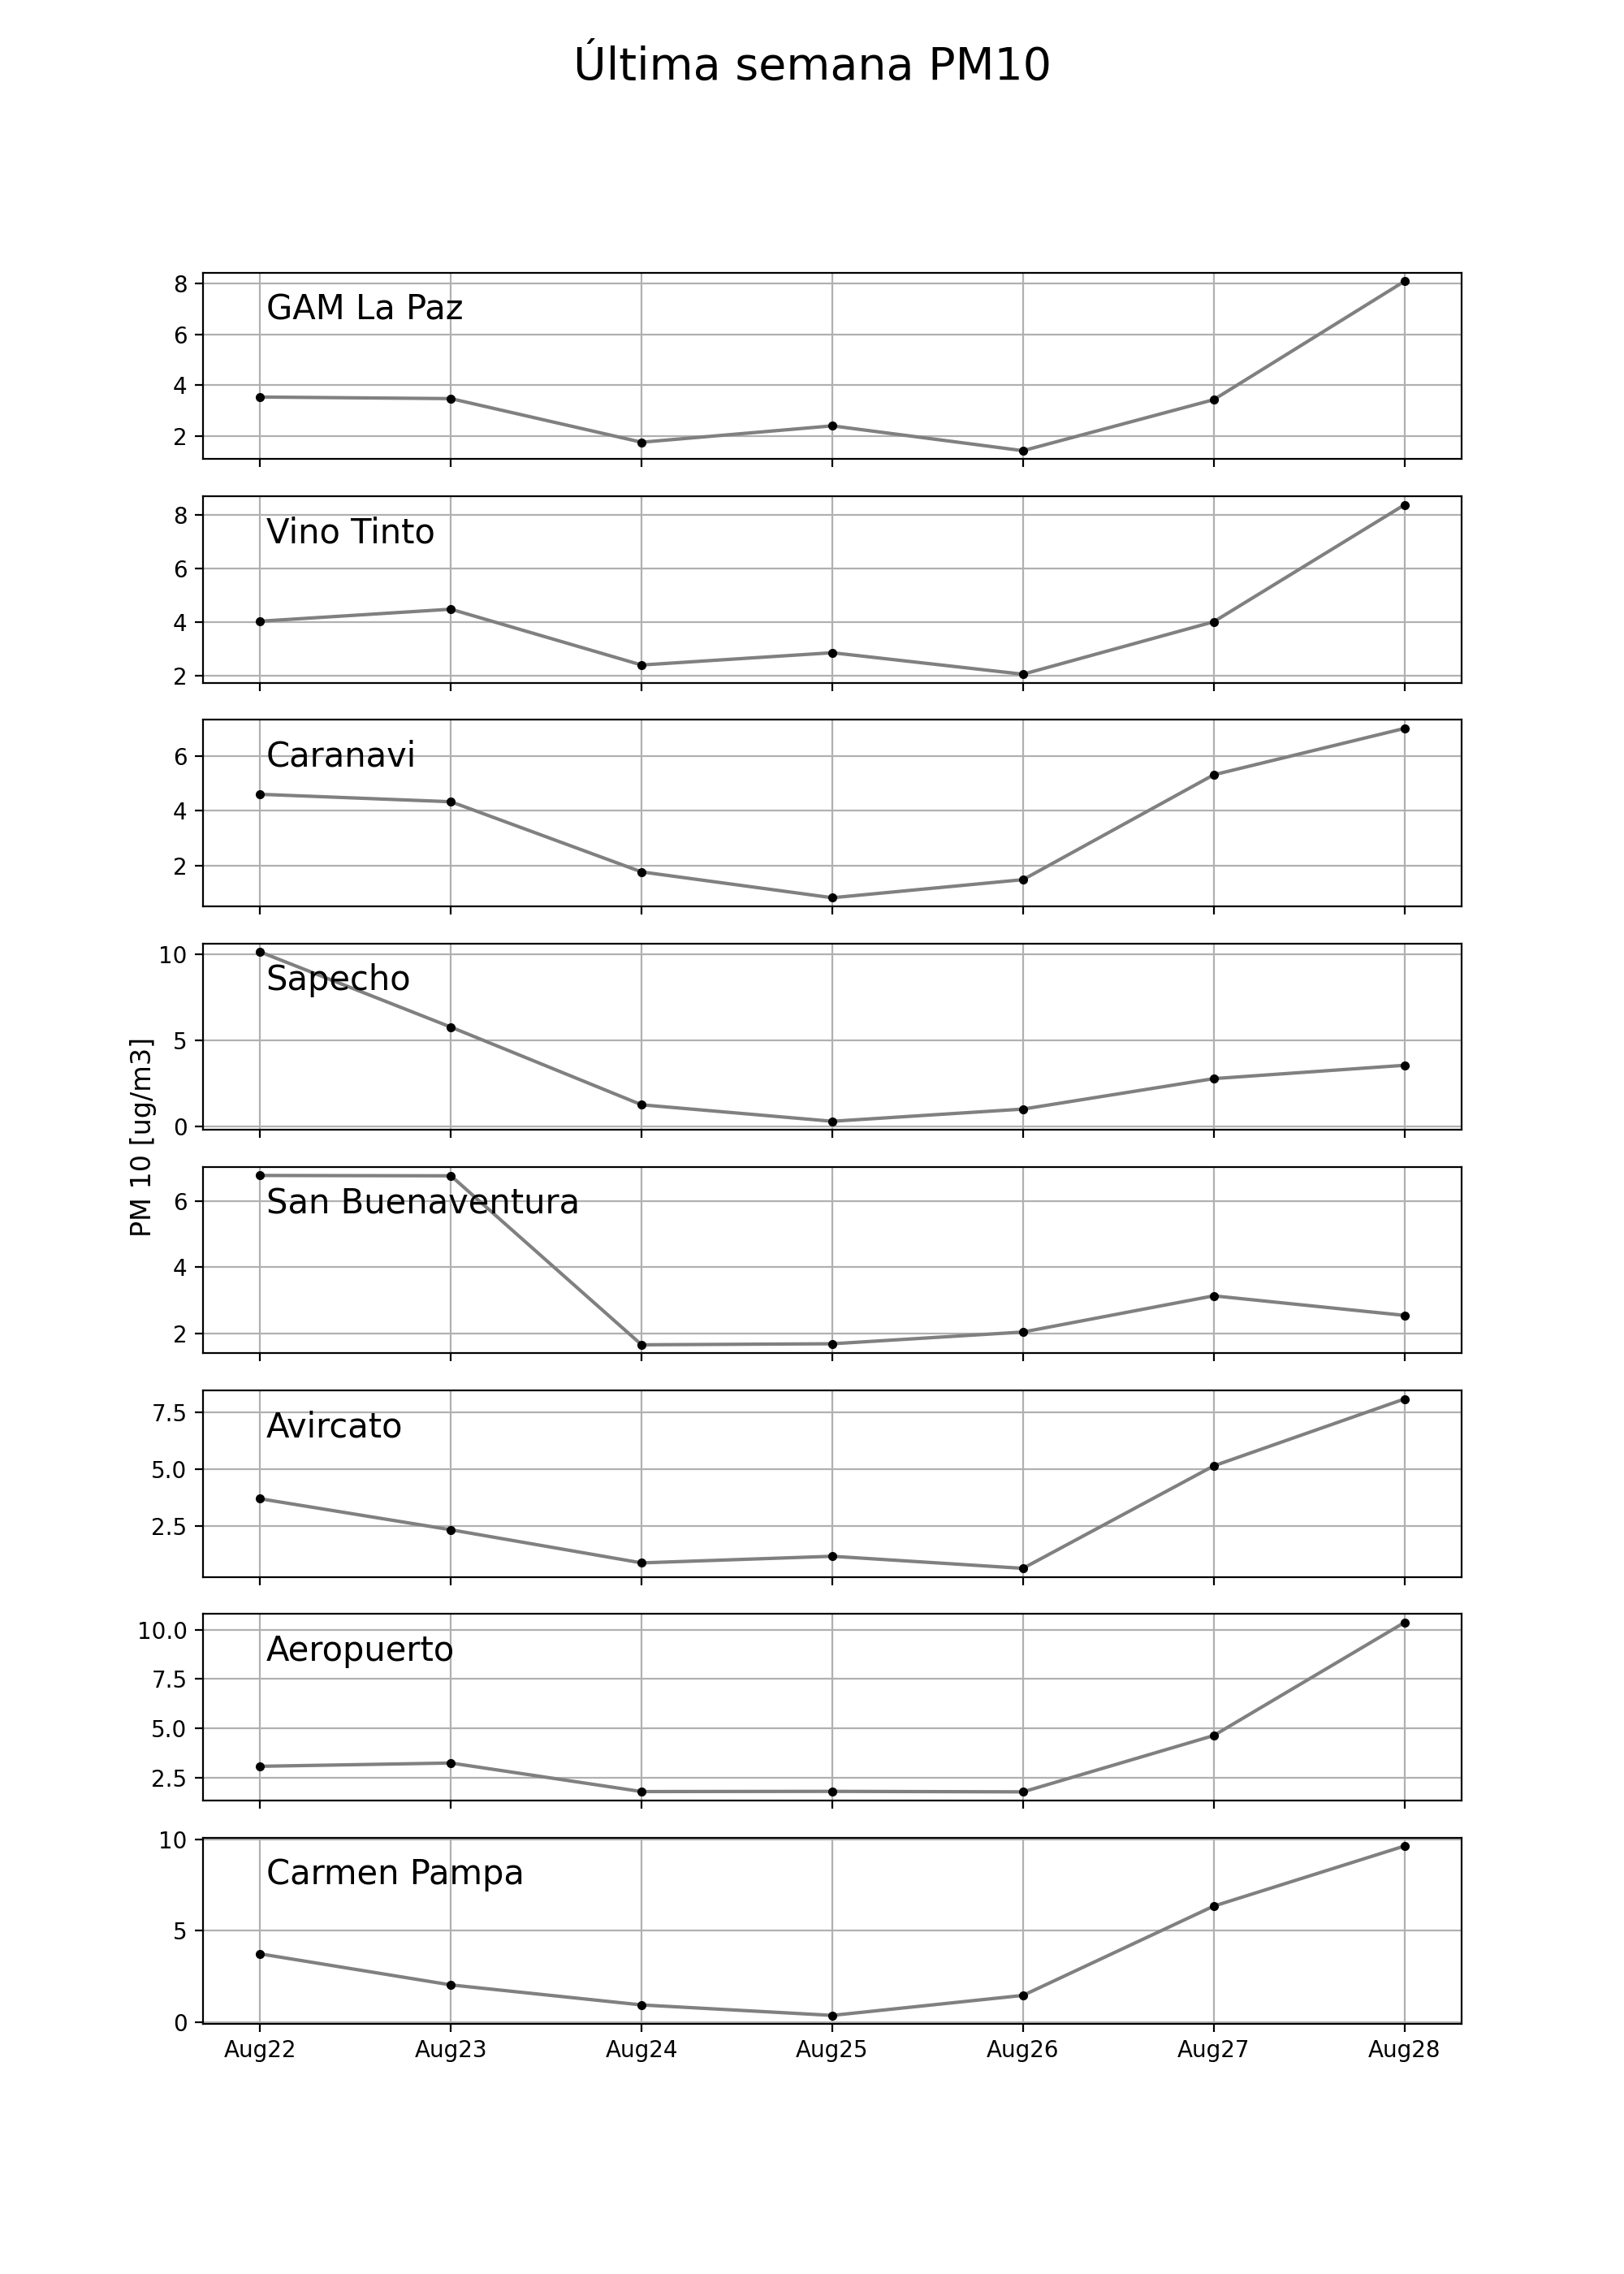 Última semana PM10
8
GAM La Paz
6
4
2
8
Vino Tinto
6
4
2
Caranavi
6
4
2
10
Sapecho
5
0
PM 10 [ug/m3]
San Buenaventura
6
4
2
7.5
Avircato
5.0
2.5
10.0
Aeropuerto
7.5
5.0
2.5
10
Carmen Pampa
5
0
Aug22 Aug23 Aug24 Aug25 Aug26 Aug27 Aug28